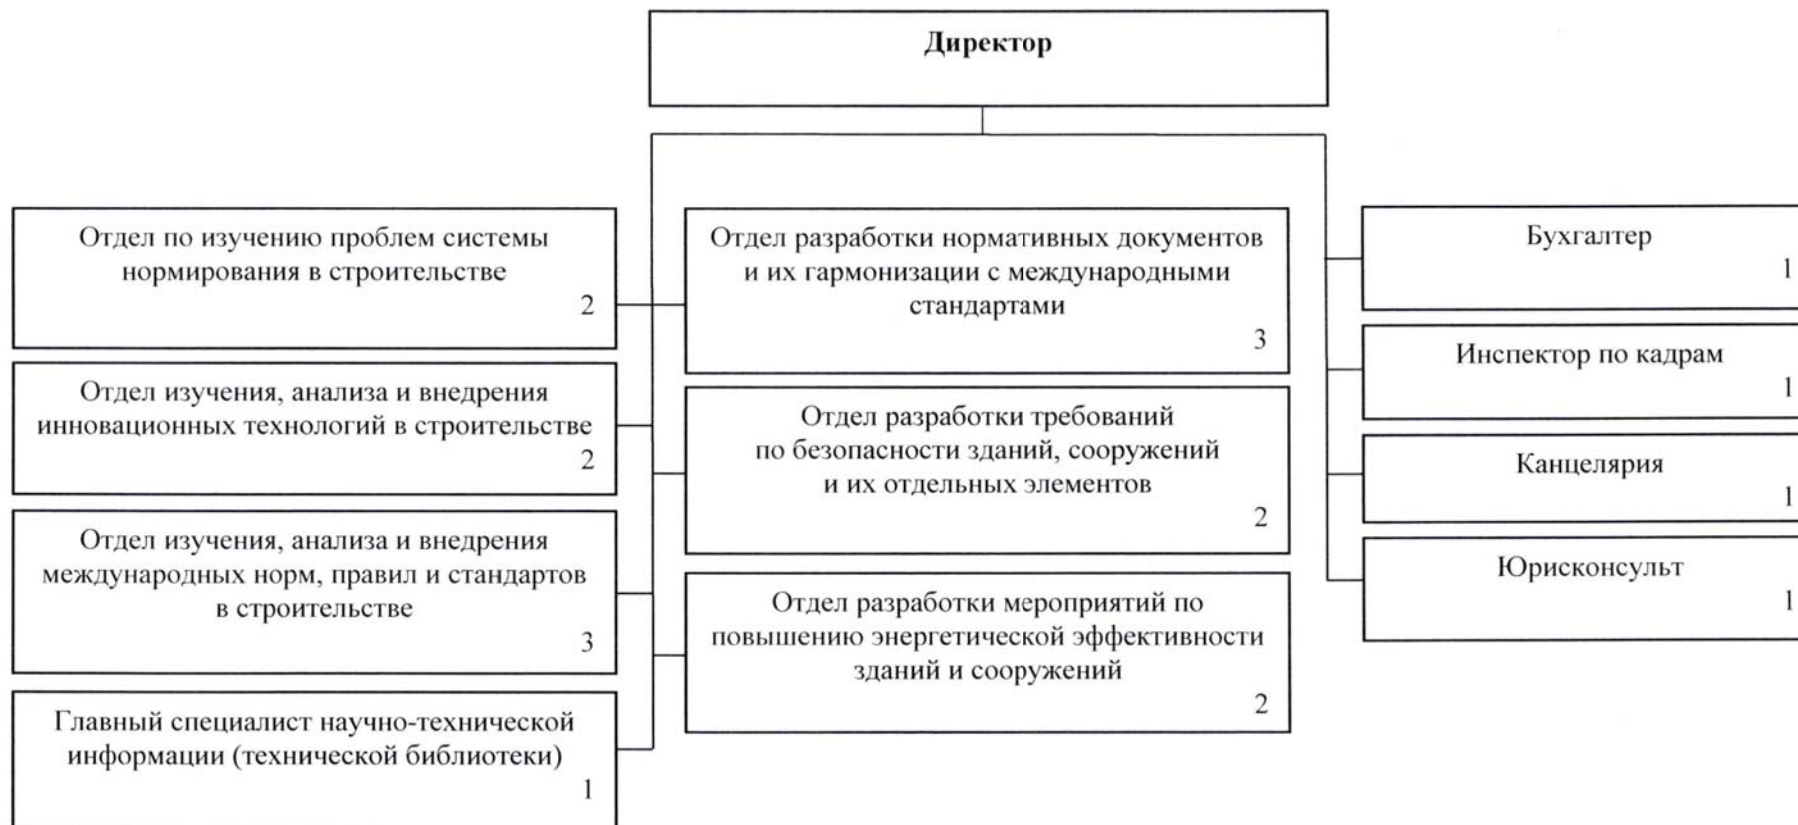 Директор
Отдел по изучению проблем системы
нормирования в строительстве
2
Отдел изучения, анализа и внедрения
инновационных технологий в строительстве
2
Отдел изучения, анализа и внедрения
международных норм, правил и стандартов
в строительстве
3
Главный специалист научно-технической
информации (технической библиотеки)
1
Отдел разработки нормативных документов
и их гармонизации с международными
стандартами
3
Отдел разработки требований
по безопасности зданий, сооружений
и их отдельных элементов
2
Отдел разработки мероприятий по
повышению энергетической эффективности
зданий и сооружений
2
Бухгалтер
1
Инспектор по кадрам
1
Канцелярия
1
Юрисконсульт
1